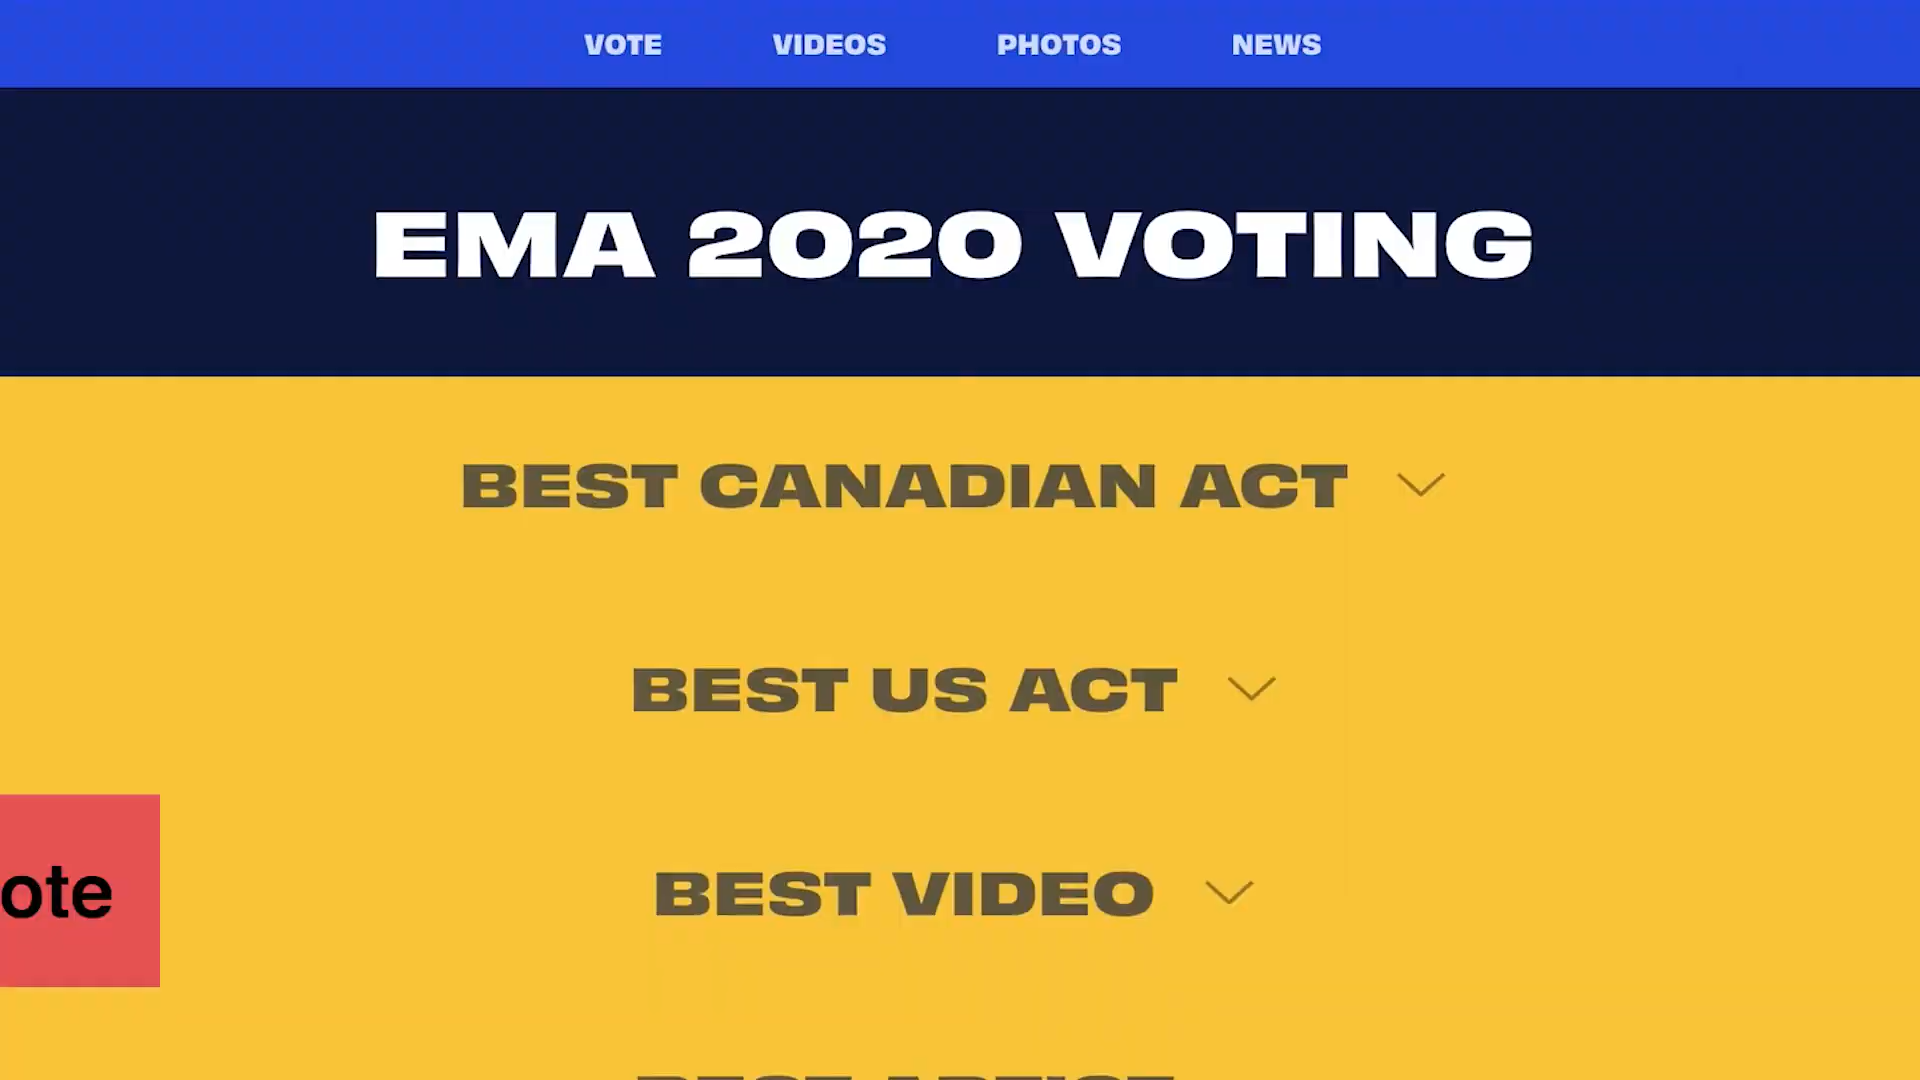 VOTE VIDEOS PHOTOS NEWS
EMA 2020 VOTING
BEST CANADIAN ACT
BEST US ACT
ote
BEST VIDEO